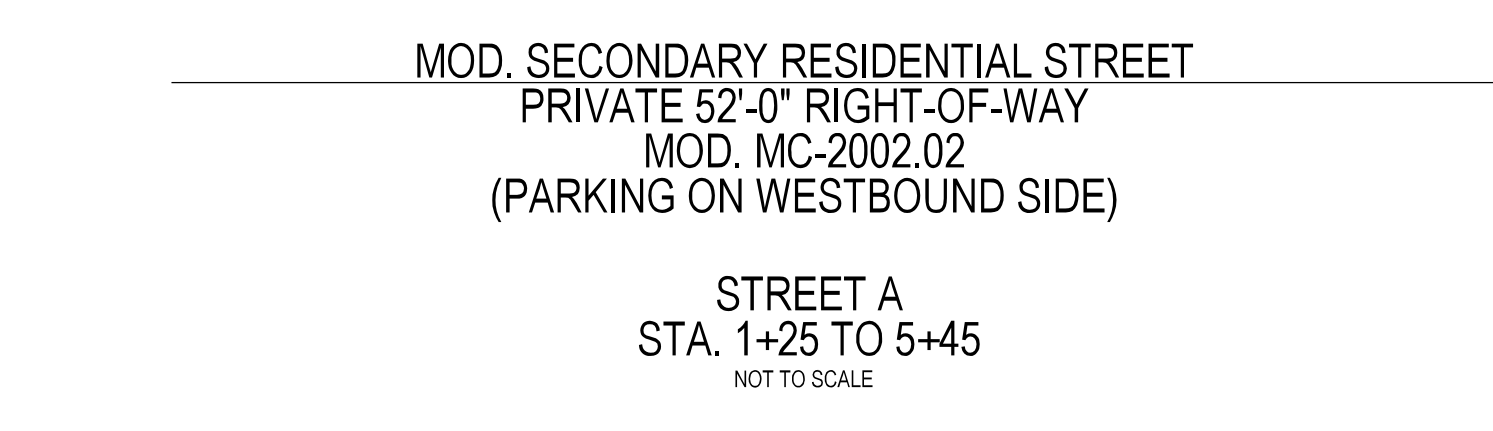 MOD. SECONDARY RESIDENTIAL STREET
PRIVATE 52'-0" RIGHT-OF-WAY
MOD. MC-2002.02
(PARKING ON WESTBOUND SIDE)
STREET A
STA. 1+25 TO 5+45
NOT TO SCALE